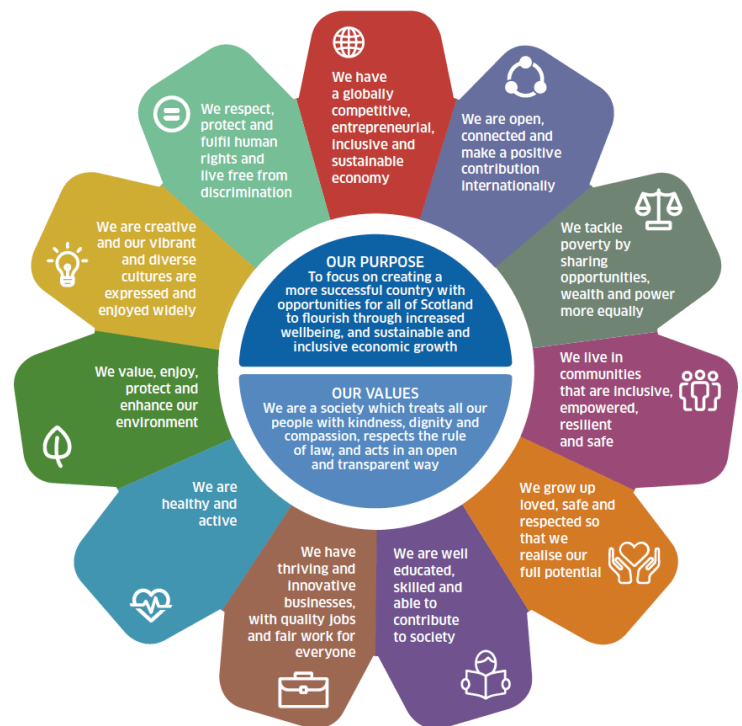 We have
a globally
competitive,
entrepreneurial,
inclusive and
sustainable
economy
We are open,
connected and
make a positive
contribution
internationally
We tackle
poverty by
sharing
opportunities,
wealth and power
more equally
We live in
communities
that are inclusive,
empowered,
resilient
and safe
We grow up
loved, safe and
respected so
that we
realise our
full potential
We are well
educated,
skilled and
able to
contribute
to society
We have
thriving and
innovative
businesses,
with quality jobs
and fair work for
everyone
We are
healthy and
active
We value, enjoy,
protect and
enhance our
environment
We are creative
and our vibrant
and diverse
cultures are
expressed and
enjoyed widely
We respect,
protect and
fulfil human
rights and
live free from
discrimination
OUR PURPOSE
To focus on creating a
more successful country with
opportunities for all of Scotland
to flourish through increased
wellbeing, and sustainable and
inclusive economic growth
OUR VALUES
We are a society which treats all our
people with kindness, dignity and
compassion, respects the rule
of law, and acts in an open
and transparent way